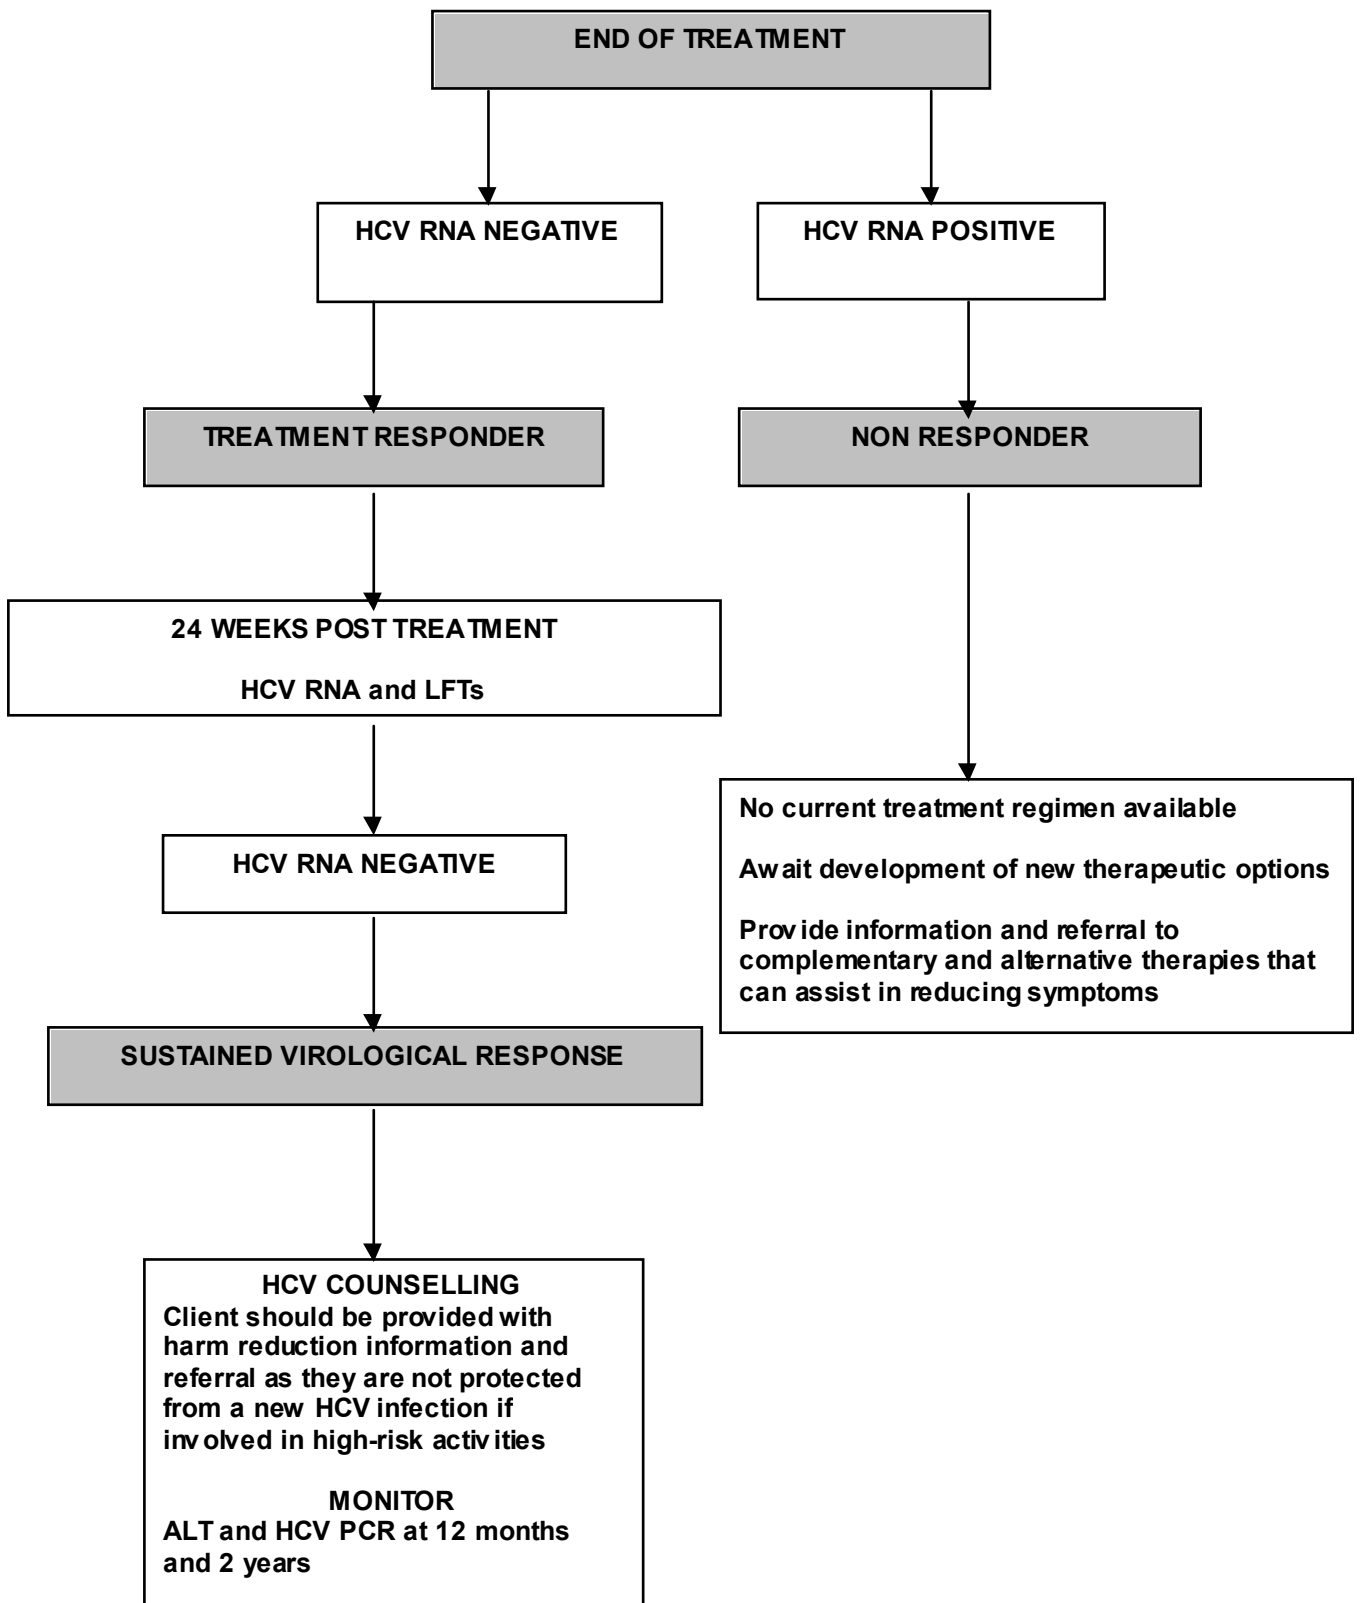 END OF TREATMENT
HCV RNA NEGATIVE
HCV RNA POSITIVE
TREATMENT RESPONDER
NON RESPONDER
24 WEEKS POST TREATMENT
HCV RNA and LFTs
HCV RNA NEGATIVE
No current treatment regimen available
Await development of new therapeutic options
Provide information and referral to
complementary and alternative therapies that
can assist in reducing symptoms
SUSTAINED VIROLOGICAL RESPONSE
HCV COUNSELLING
Client should be provided with
harm reduction information and
referral as they are not protected
from a new HCV infection if
involved in high-risk activities
MONITOR
ALT and HCV PCR at 12 months
and 2 years